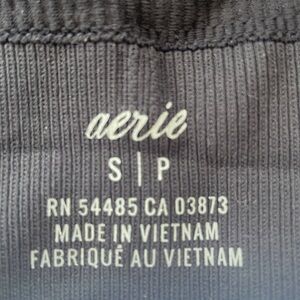 aerie
S | P
RN 54485 CA 03873
MADE IN VIETNAM
FABRIQUÉ AU VIETNAM